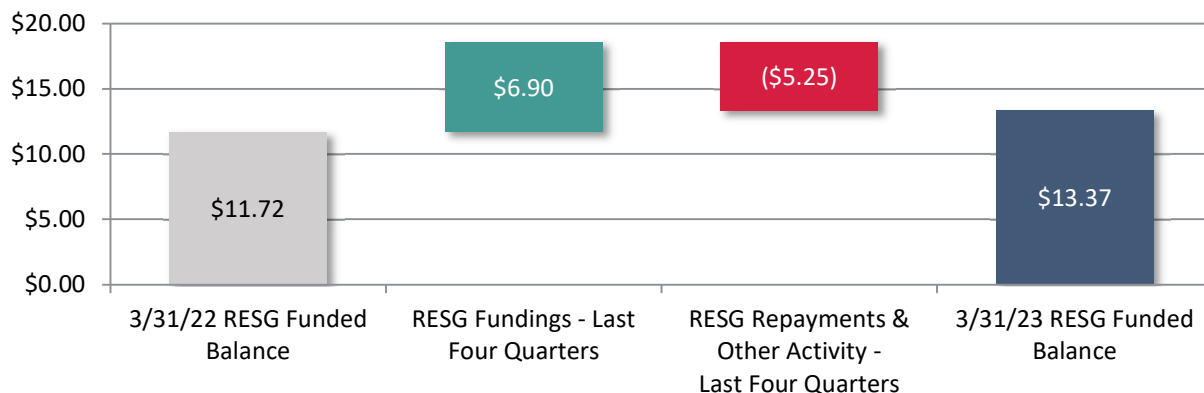 $20.00
$15.00
$10.00
$5.00
$0.00
$11.72
$6.90
($5.25)
$13.37
3/31/22 RESG Funded
Balance
RESG Fundings - Last
Four Quarters
RESG Repayments &
Other Activity -
Last Four Quarters
3/31/23 RESG Funded
Balance